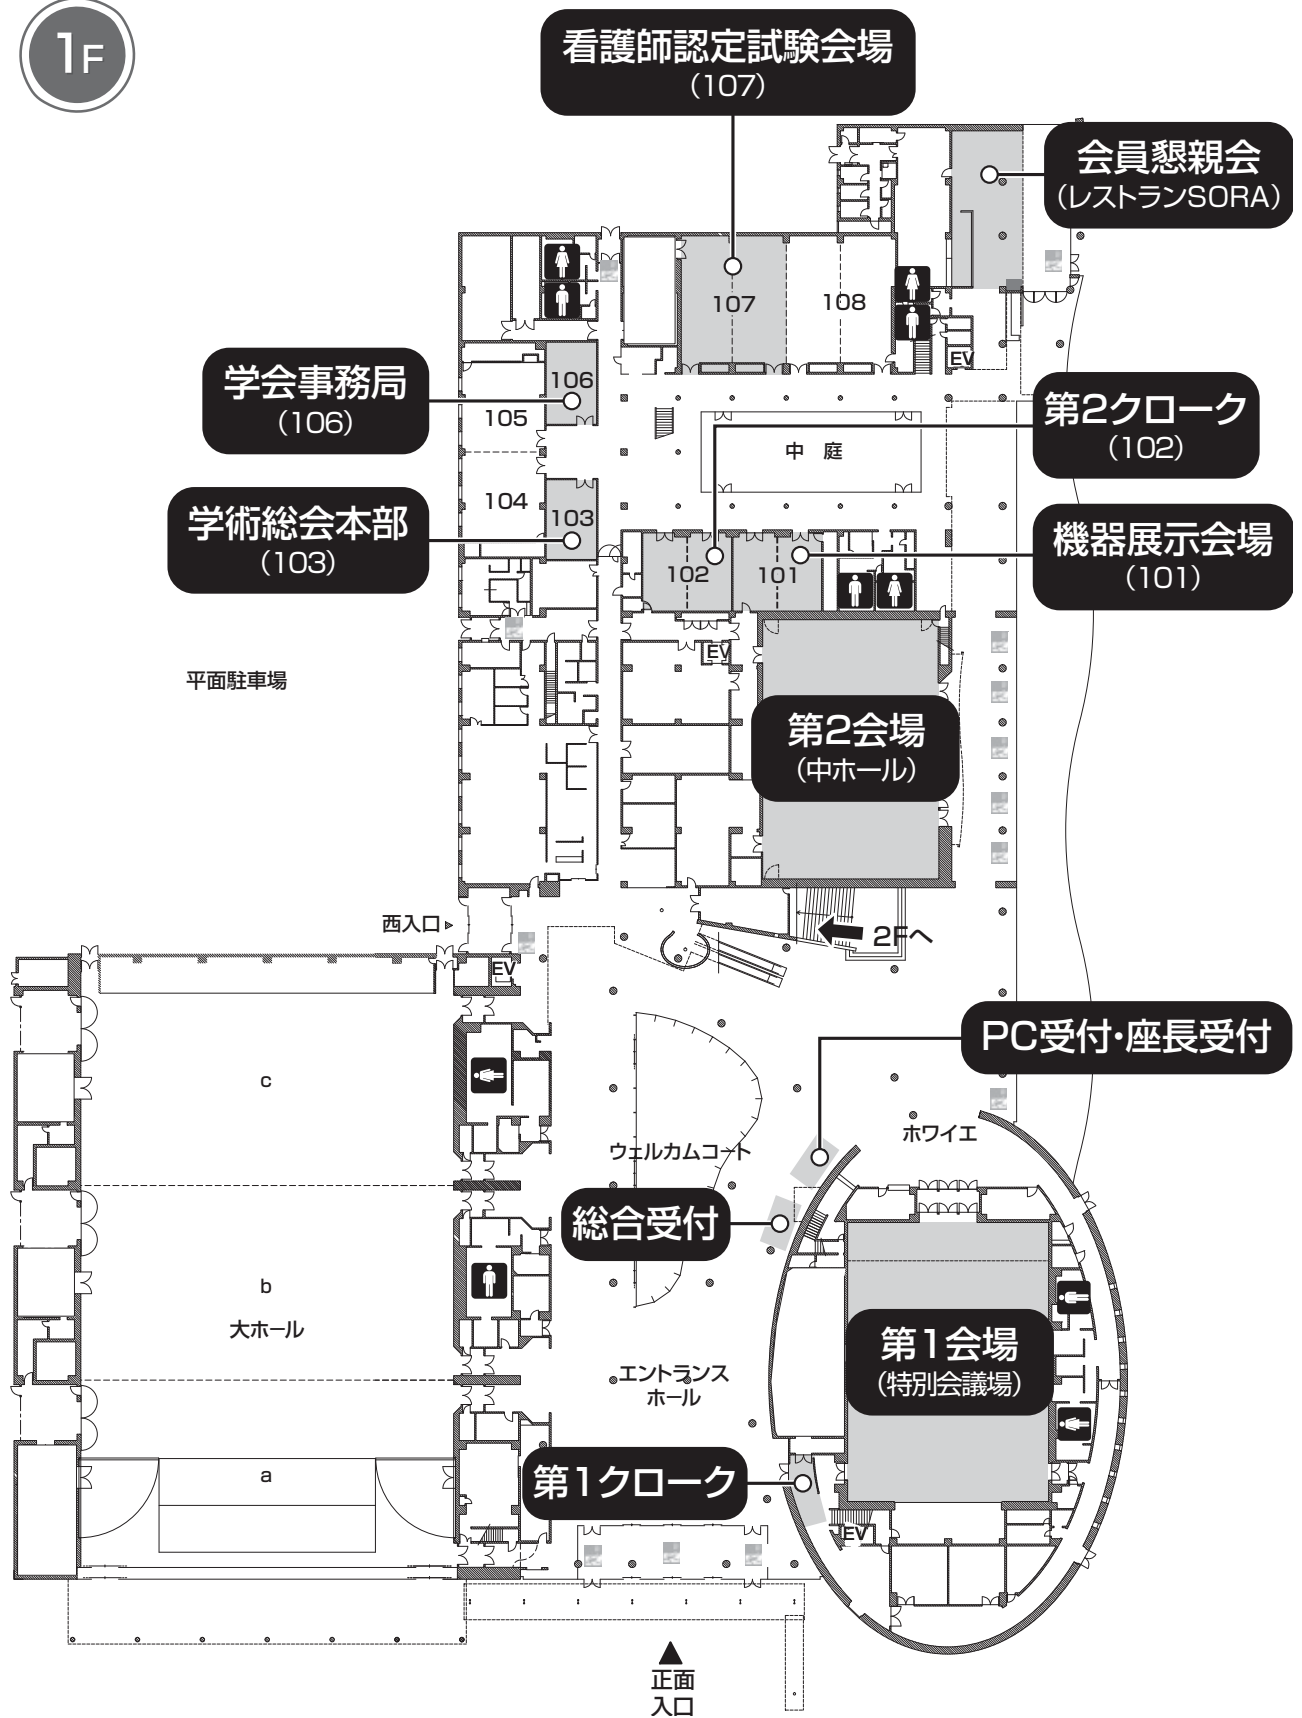 1F
看護師認定試験会場
（107）
会員懇親会
（レストランSORA）
107
108
EV
学会事務局
（106）
106
105
第2クローク
（102）
中 庭
104
学術総会本部
（103）
103
機器展示会場
（101）
102
101
EV
平面駐車場
第2会場
（中ホール）
西入口
2Fへ
EV
PC受付・座長受付
c
ホワイエ
ウェルカムコート
総合受付
b
大ホール
第1会場
（特別会議場）
エントランス
ホール
a
第1クローク
EV
正面
入口